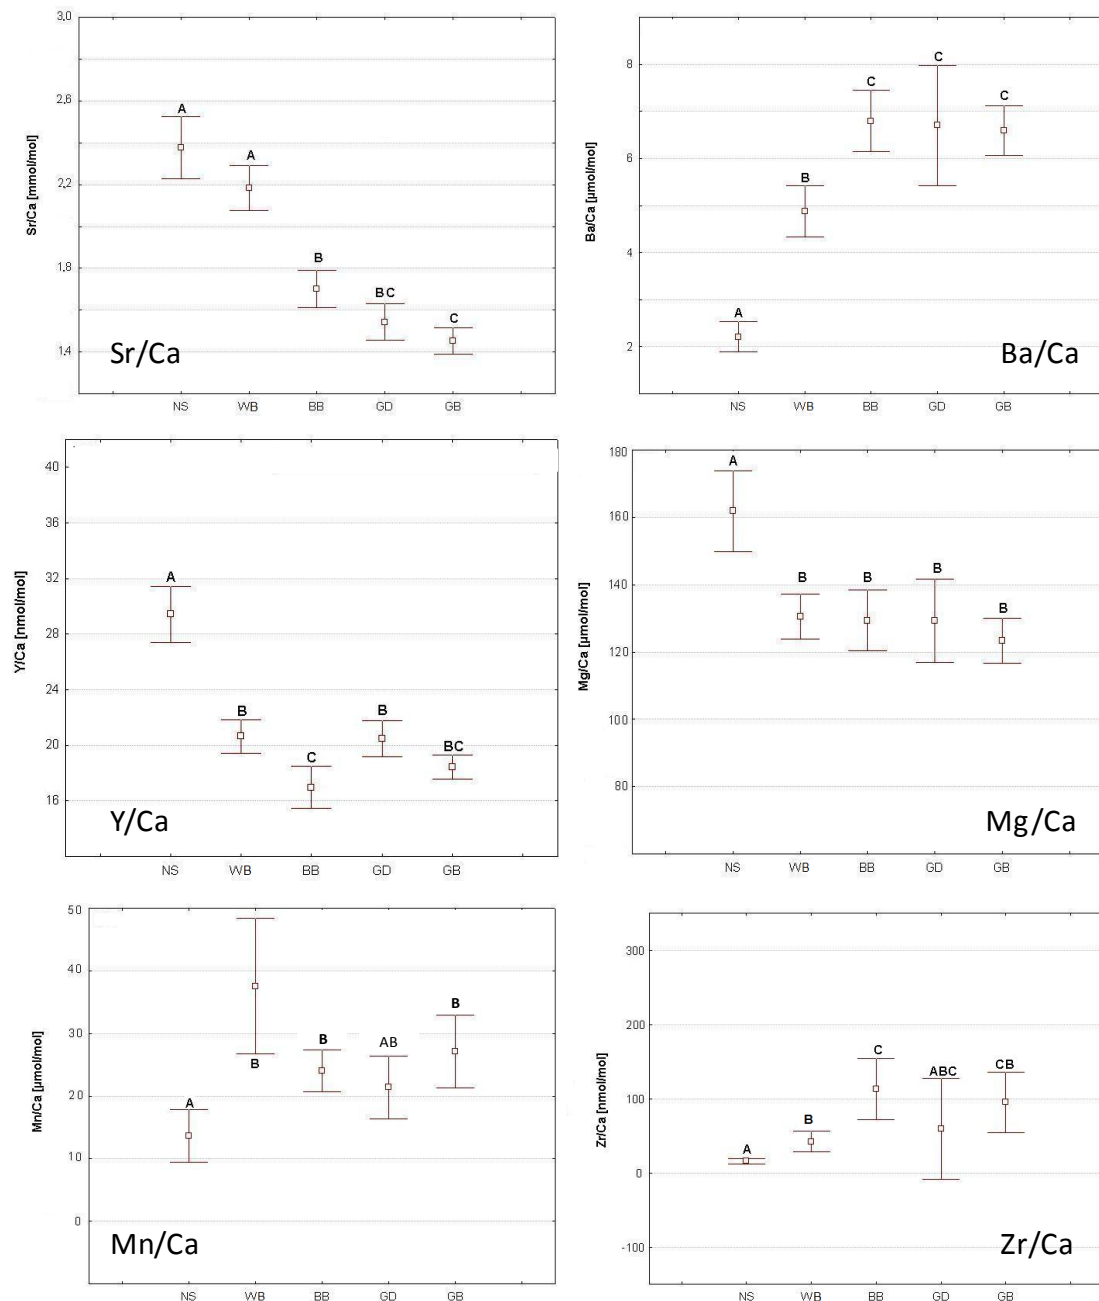 3,0
2,6
2,2
1,8
1,4
Sr/Ca [mmol/mol]
A
A
B
BC
C
Sr/Ca
NS WB BB GD GB
8
6
4
2
Ba/Ca [µmol/mol]
A
B
C
C
C
Ba/Ca
NS WB BB GD GB
40
36
32
28
24
20
16
Y/Ca [nmol/mol]
A
B
C
B
BC
Y/Ca
NS WB BB GD GB
180
160
140
120
100
80
Mg/Ca [µmol/mol]
A
B
B
B
B
Mg/Ca
NS WB BB GD GB
50
40
30
20
10
0
Mn/Ca [µmol/mol]
A
B
B
AB
B
Mn/Ca
NS WB BB GD GB
300
200
100
0
-100
Zr/Ca [nmol/mol]
A
B
C
ABC
CB
Zr/Ca
NS WB BB GD GB